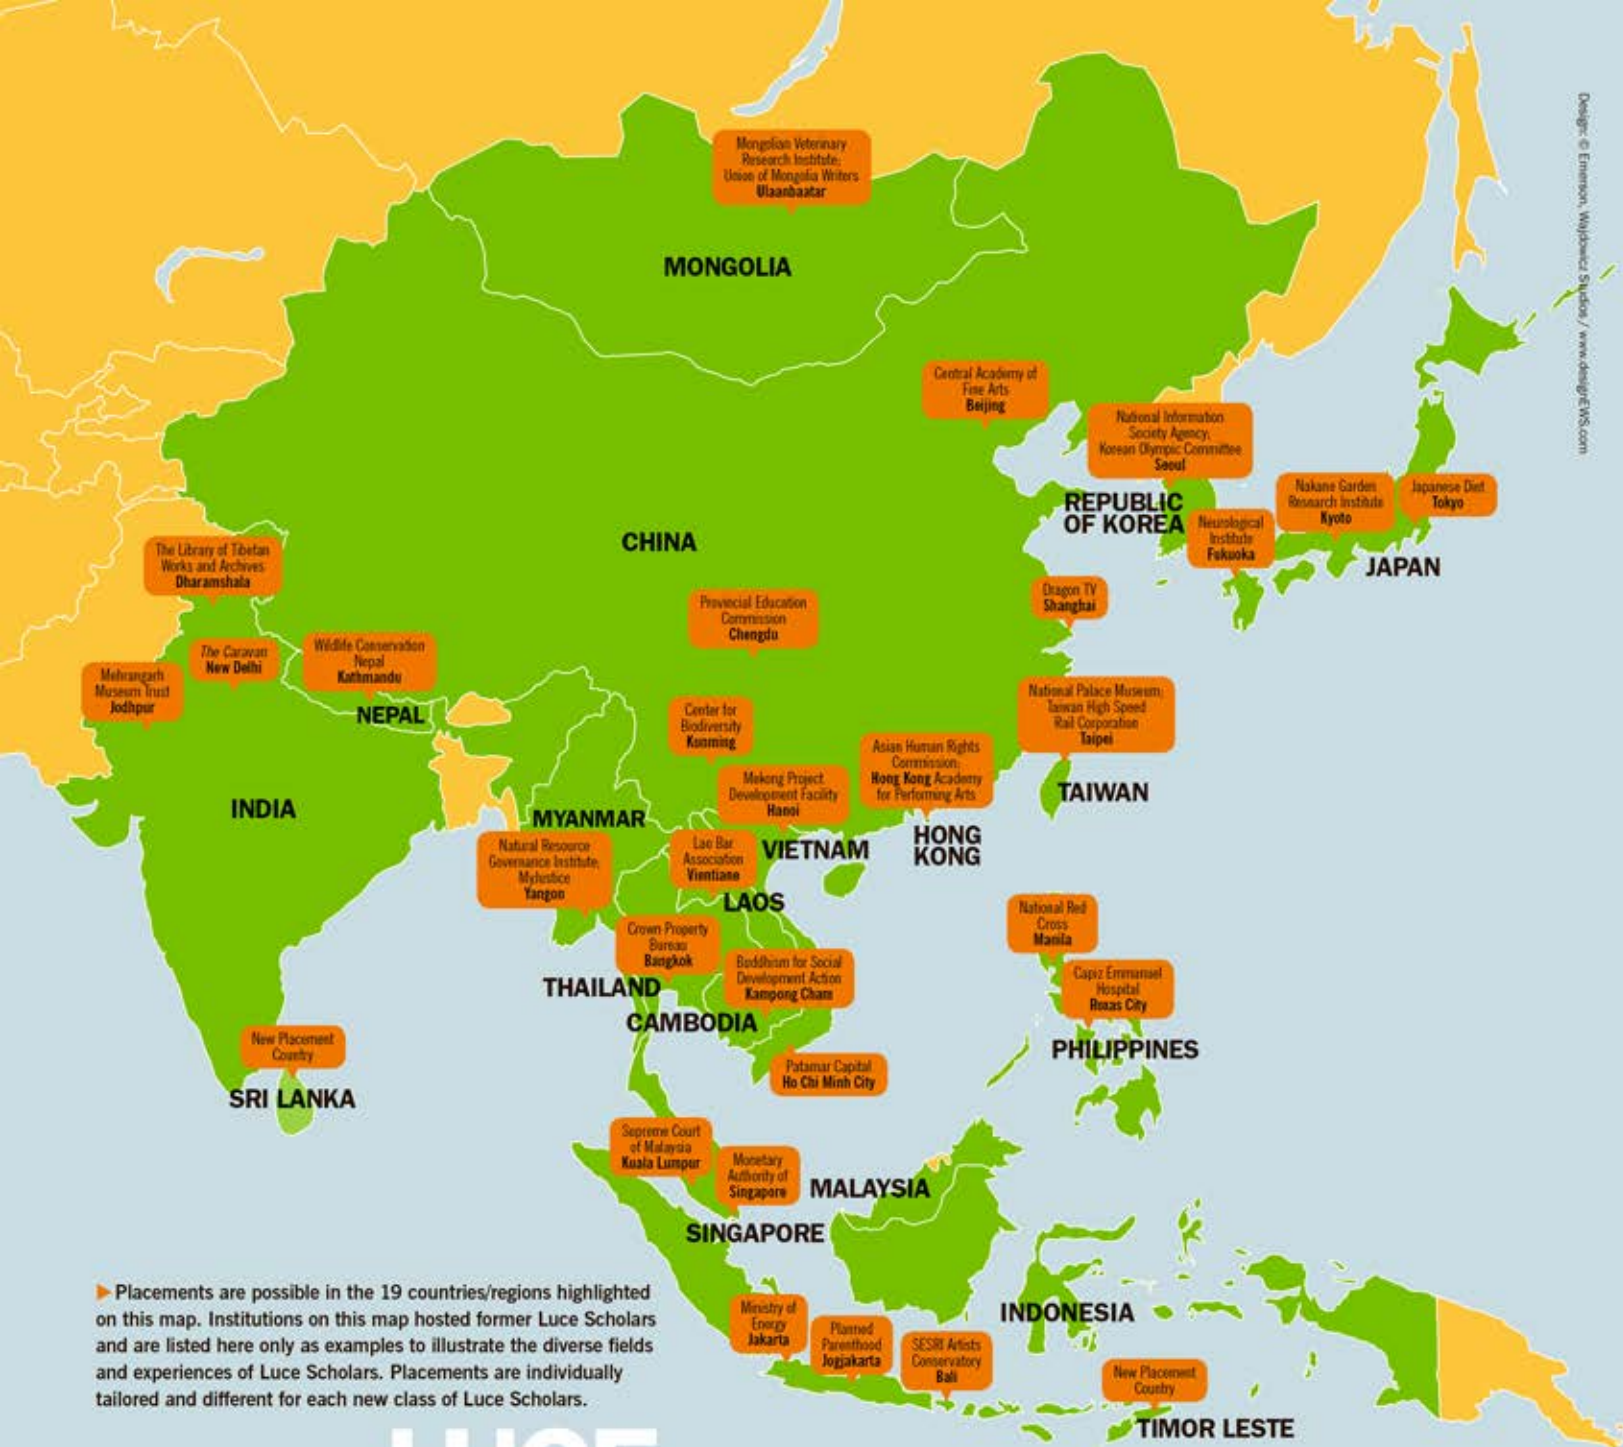 Mongolian Veterinary
Research Institute;
Union of Mongolia Writers
Ulaanbaatar
MONGOLIA
Central Academy of
Fine Arts
Beijing
National Information
Society Agency;
Korean Olympic Committee
Seoul
REPUBLIC
OF KOREA
Nakane Garden
Research Institute
Kyoto
Japanese Diet
Tokyo
Neurological
Institute
Fukuoka
JAPAN
CHINA
The Library of Tibetan
Works and Archives
Dharamshala
Dragon TV
Shanghai
Provincial Education
Commission
Chengdu
The Caravan
New Delhi
Wildlife Conservation
Nepal
Kathmandu
Mehrangarh
Museum Trust
Jodhpur
NEPAL
National Palace Museum;
Taiwan High Speed
Rail Corporation
Taipei
TAIWAN
Center for
Biodiversity
Kunming
Asian Human Rights
Commission;
Hong Kong Academy
for Performing Arts
HONG
KONG
Mekong Project
Development Facility
Hanoi
VIETNAM
INDIA
MYANMAR
Natural Resource
Governance Institute;
MyJustice
Yangon
Lao Bar
Association
Vientiane
LAOS
Crown Property
Bureau
Bangkok
THAILAND
Buddhism for Social
Development Action
Kampong Cham
CAMBODIA
Patamar Capital
Ho Chi Minh City
National Red
Cross
Manila
Capiz Emmanuel
Hospital
Roxas City
PHILIPPINES
New Placement
Country
SRI LANKA
Supreme Court
of Malaysia
Kuala Lumpur
Monetary
Authority of
Singapore
MALAYSIA
SINGAPORE
INDONESIA
Ministry of
Energy
Jakarta
Planned
Parenthood
Jogjakarta
SESRI Artists
Conservatory
Bali
New Placement
Country
TIMOR LESTE
▶ Placements are possible in the 19 countries/regions highlighted
on this map. Institutions on this map hosted former Luce Scholars
and are listed here only as examples to illustrate the diverse fields
and experiences of Luce Scholars. Placements are individually
tailored and different for each new class of Luce Scholars.
LUCE
Design: © Emerson, Wajdowicz Studios / www.designEWS.com